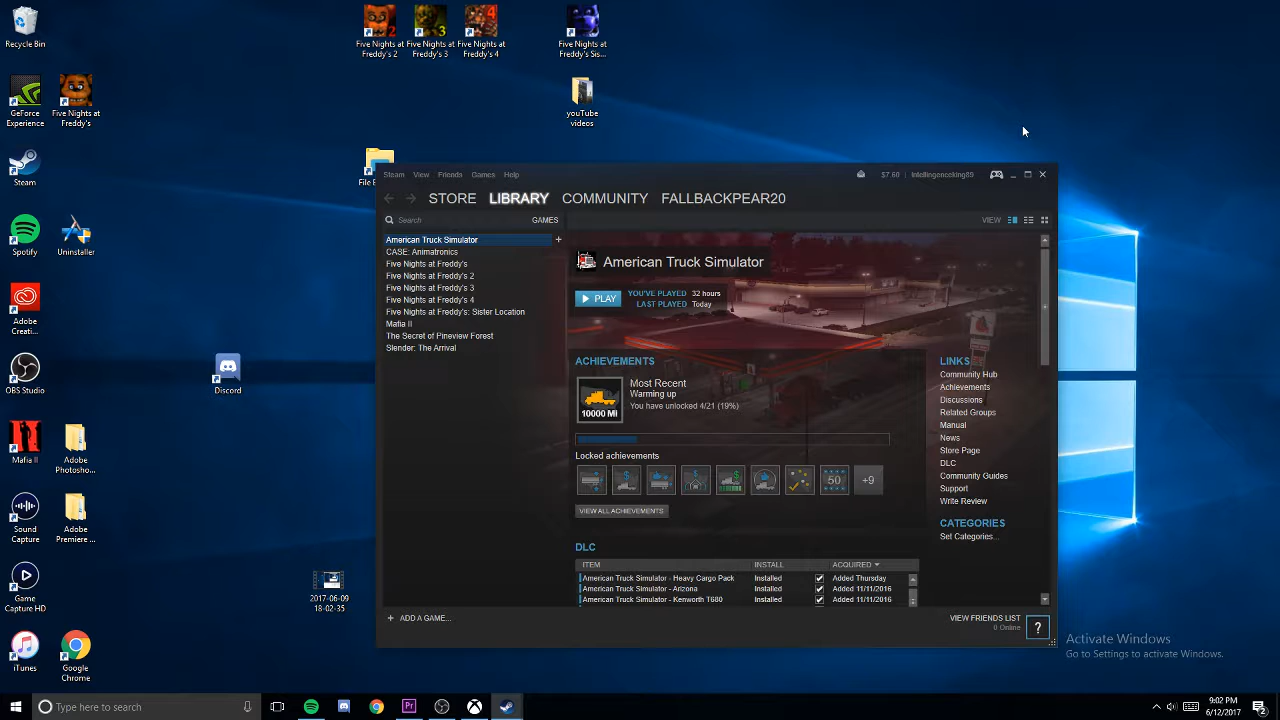 Recycle Bin
Five Nights at Freddy's 2
Five Nights at Freddy's 3
Five Nights at Freddy's 4
Five Nights at Freddy's Sis...
GeForce Experience
Five Nights at Freddy's
youTube videos
Steam
Spotify
Uninstaller
Adobe Creati...
OBS Studio
Discord
Mafia II
Adobe Photosho...
Sound Capture
Adobe Premiere ...
Game Capture HD
2017-06-09 18-02-35
iTunes
Google Chrome
Steam View Friends Games Help
$7.60 | Intellingenceking89
STORE LIBRARY COMMUNITY FALLBACKPEAR20
Search GAMES
VIEW
American Truck Simulator +
CASE: Animatronics
Five Nights at Freddy's
Five Nights at Freddy's 2
Five Nights at Freddy's 3
Five Nights at Freddy's 4
Five Nights at Freddy's: Sister Location
Mafia II
The Secret of Pineview Forest
Slender: The Arrival
American Truck Simulator
PLAY
YOU'VE PLAYED 32 hours
LAST PLAYED Today
ACHIEVEMENTS
10000 MI
Most Recent
Warming up
You have unlocked 4/21 (19%)
Locked achievements
50
+9
VIEW ALL ACHIEVEMENTS
LINKS
Community Hub
Achievements
Discussions
Related Groups
Manual
News
Store Page
DLC
Community Guides
Support
Write Review
CATEGORIES
Set Categories...
DLC
ITEM INSTALL ACQUIRED
American Truck Simulator - Heavy Cargo Pack Installed Added Thursday
American Truck Simulator - Arizona Installed Added 11/11/2016
American Truck Simulator - Kenworth T680 Installed Added 11/11/2016
+ ADD A GAME...
VIEW FRIENDS LIST
0 Online
?
Activate Windows
Go to Settings to activate Windows.
Type here to search
9:02 PM
6/12/2017